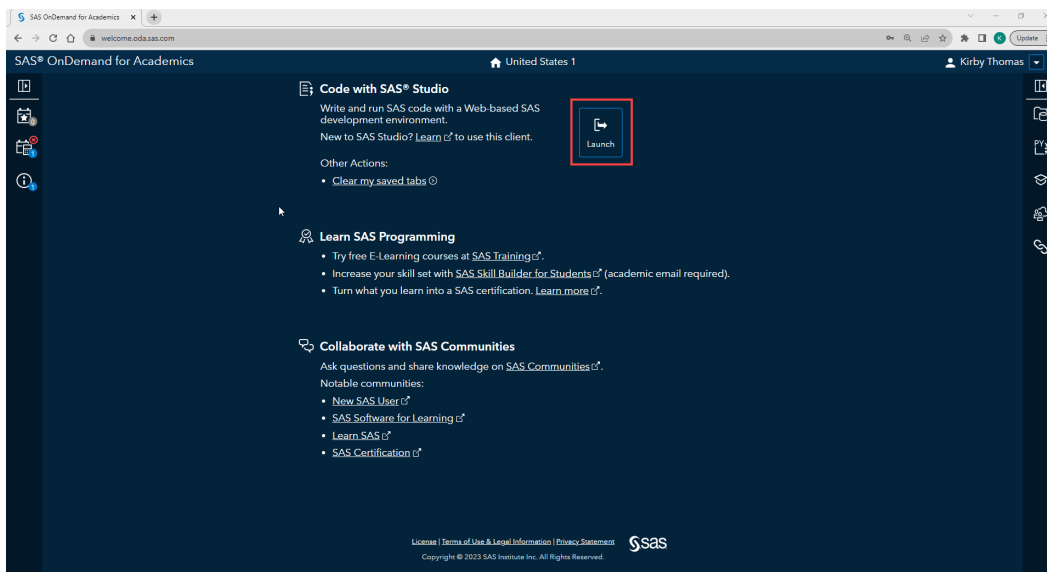 SAS OnDemand for Academics
welcome.oda.sas.com
Update
SAS® OnDemand for Academics
United States 1
Kirby Thomas
Code with SAS® Studio
Write and run SAS code with a Web-based SAS
development environment.
New to SAS Studio? Learn to use this client.
Launch
Other Actions:
• Clear my saved tabs
Learn SAS Programming
• Try free E-Learning courses at SAS Training.
• Increase your skill set with SAS Skill Builder for Students (academic email required).
• Turn what you learn into a SAS certification. Learn more.
Collaborate with SAS Communities
Ask questions and share knowledge on SAS Communities.
Notable communities:
• New SAS User
• SAS Software for Learning
• Learn SAS
• SAS Certification
License | Terms of Use & Legal Information | Privacy Statement
Copyright © 2023 SAS Institute Inc. All Rights Reserved.
sas